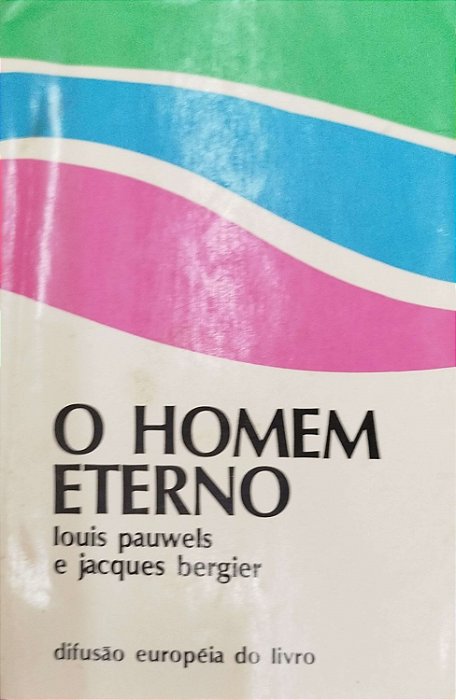 O HOMEM
ETERNO
louis pauwels
e jacques bergier
difusão européia do livro